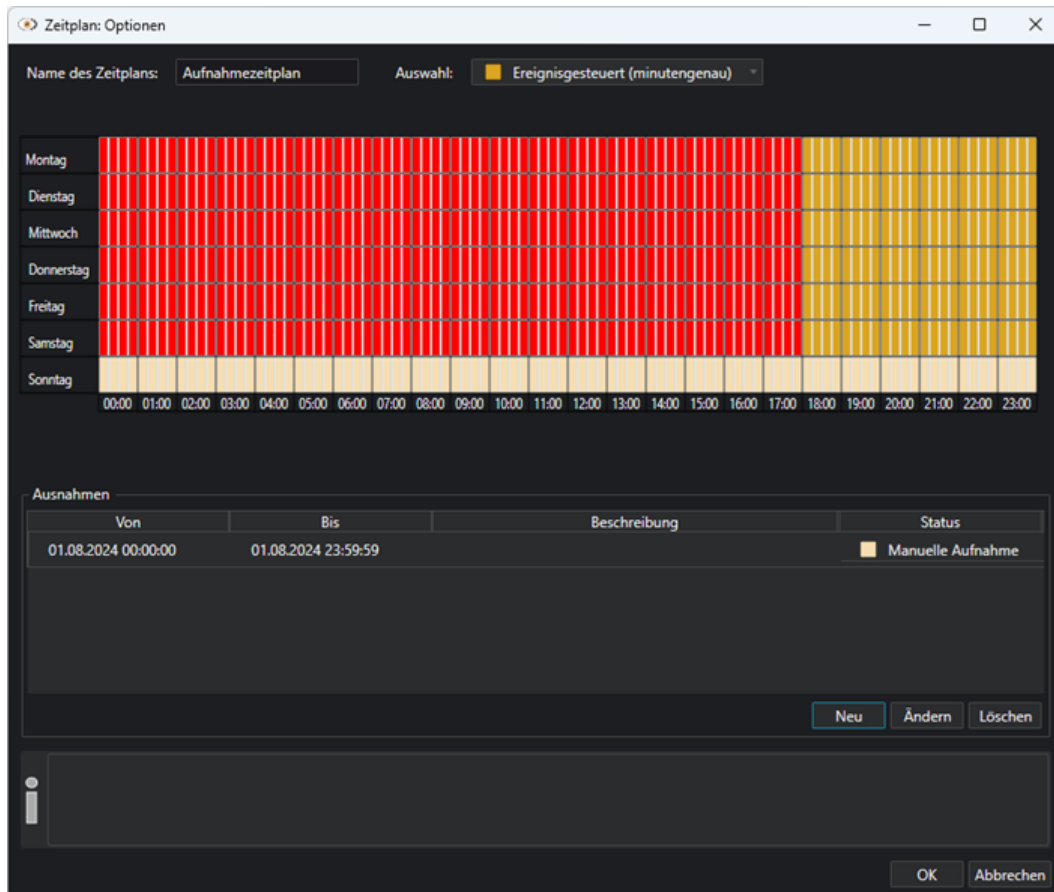 Zeitplan: Optionen
Name des Zeitplans: Aufnahmezeitplan Auswahl: Ereignisgesteuert (minutengenau)
Montag
Dienstag
Mittwoch
Donnerstag
Freitag
Samstag
Sonntag
00:00 01:00 02:00 03:00 04:00 05:00 06:00 07:00 08:00 09:00 10:00 11:00 12:00 13:00 14:00 15:00 16:00 17:00 18:00 19:00 20:00 21:00 22:00 23:00
Ausnahmen
Von Bis Beschreibung Status
01.08.2024 00:00:00 01.08.2024 23:59:59 Manuelle Aufnahme
Neu Ändern Löschen
OK Abbrechen